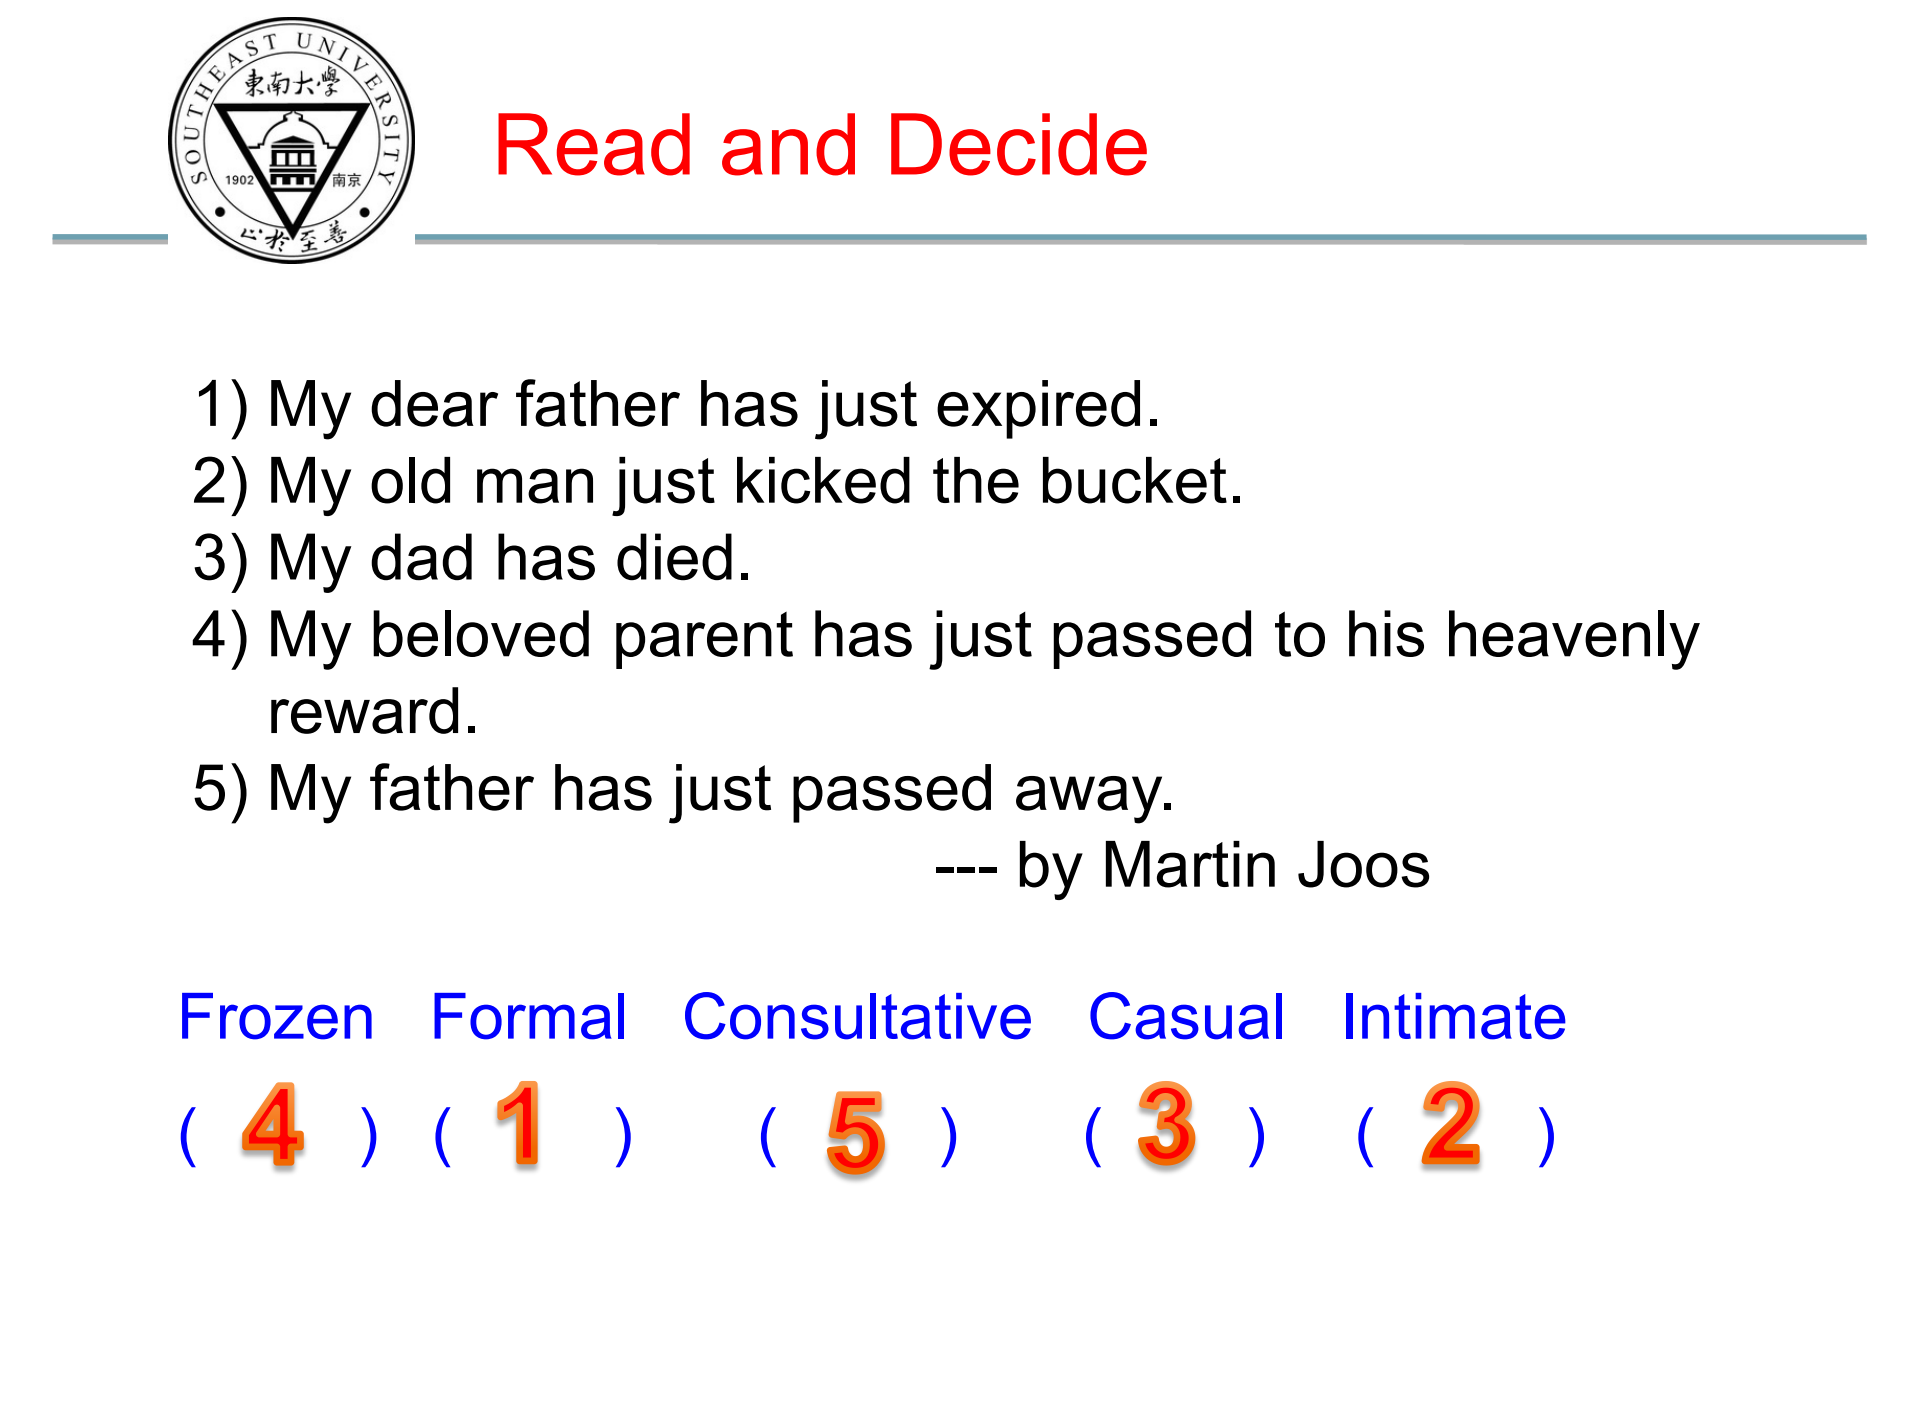 SOUTHEAST UNIVERSITY
東南大學
1902 南京
止於至善
Read and Decide
1) My dear father has just expired.
2) My old man just kicked the bucket.
3) My dad has died.
4) My beloved parent has just passed to his heavenly
reward.
5) My father has just passed away.
--- by Martin Joos
Frozen Formal Consultative Casual Intimate
( 4 ) ( 1 ) ( 5 ) ( 3 ) ( 2 )